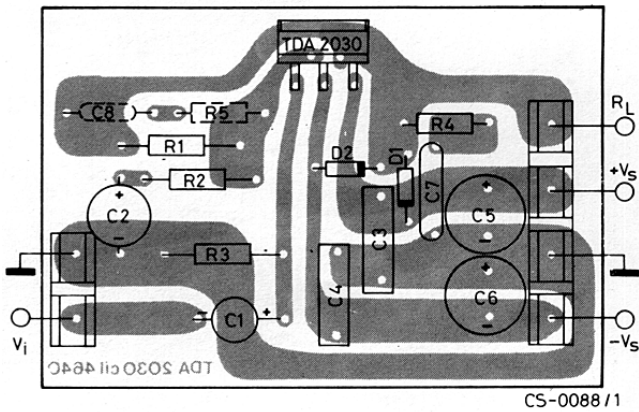 TDA 2030
C8
R5
R4
R_L
R1
D2
D1
R2
C7
+V_S
+
C2
-
+
C5
-
C3
R3
C4
+
C6
-
-
C1
+
V_i
-V_S
TDA 2030 cil 464C
CS-0088/1